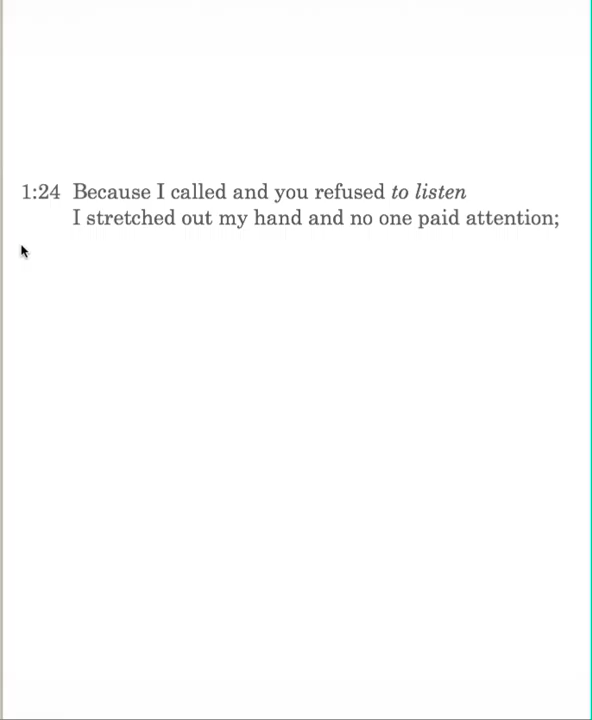 1:24 Because I called and you refused to listen
I stretched out my hand and no one paid attention;